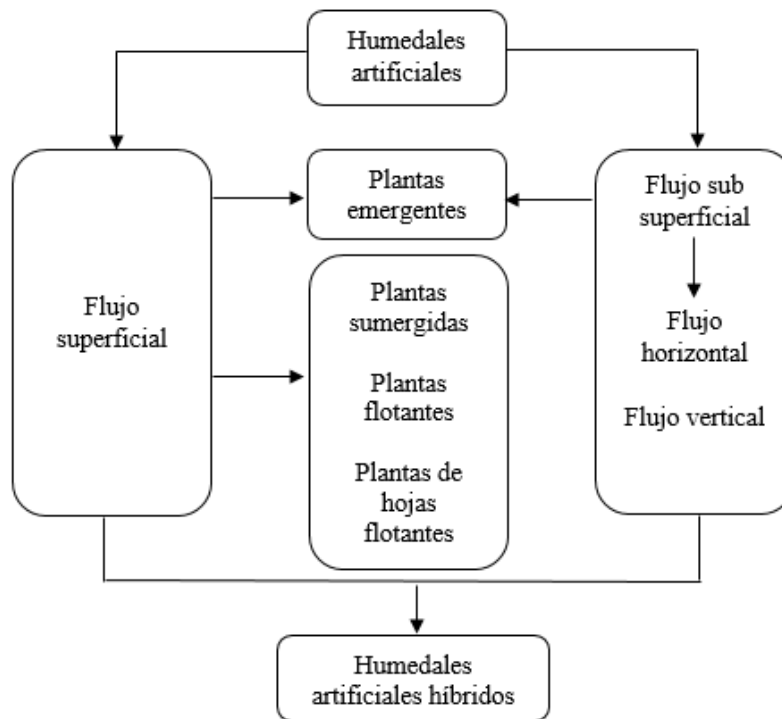 Humedales
artificiales
Flujo
superficial
Plantas
emergentes
Plantas
sumergidas
Plantas
flotantes
Plantas de
hojas
flotantes
Flujo sub
superficial
Flujo
horizontal
Flujo vertical
Humedales
artificiales híbridos